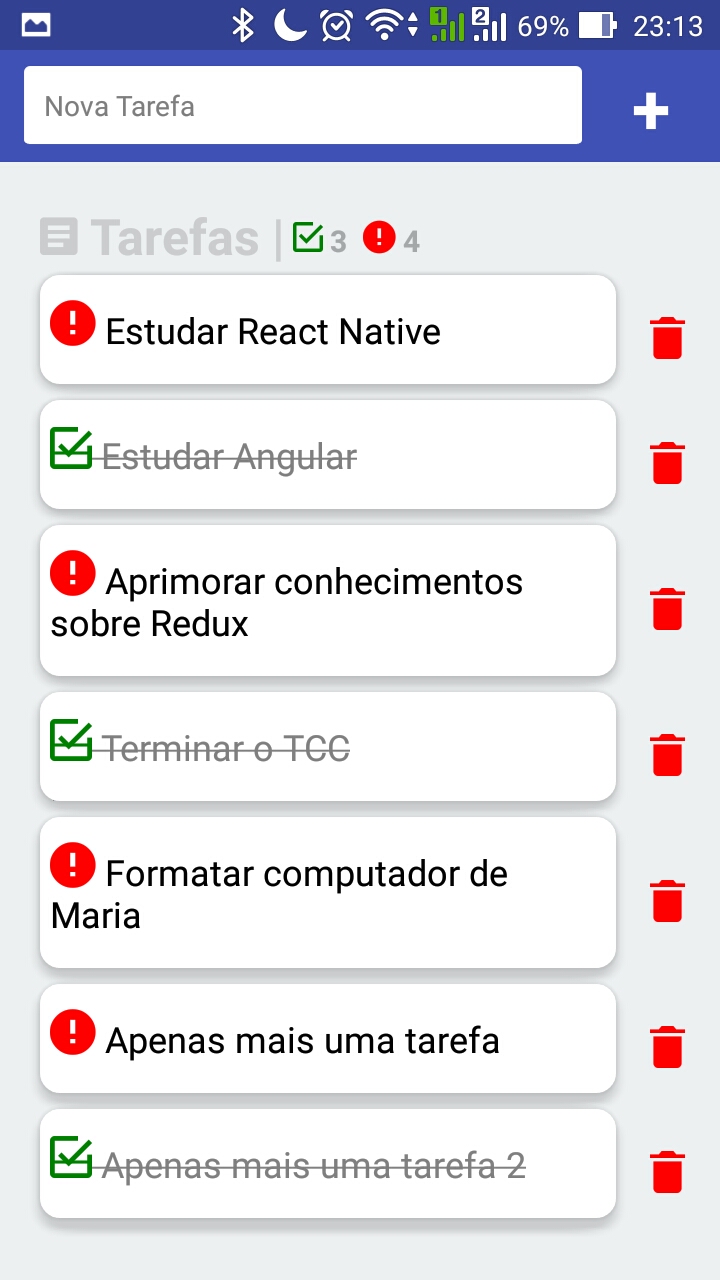 1 2 69% 23:13
Nova Tarefa
Tarefas | 3 4
Estudar React Native
Estudar Angular
Aprimorar conhecimentos
sobre Redux
Terminar o TCC
Formatar computador de
Maria
Apenas mais uma tarefa
Apenas mais uma tarefa 2